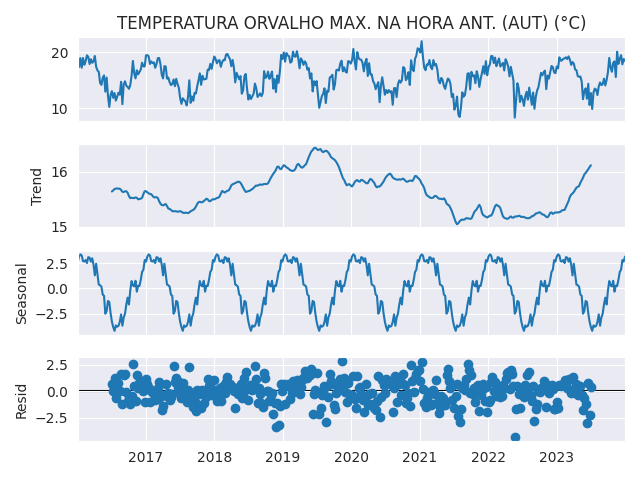 TEMPERATURA ORVALHO MAX. NA HORA ANT. (AUT) (°C)
20
10
Trend
16
15
Seasonal
2.5
0.0
−2.5
Resid
2.5
0.0
−2.5
2017 2018 2019 2020 2021 2022 2023